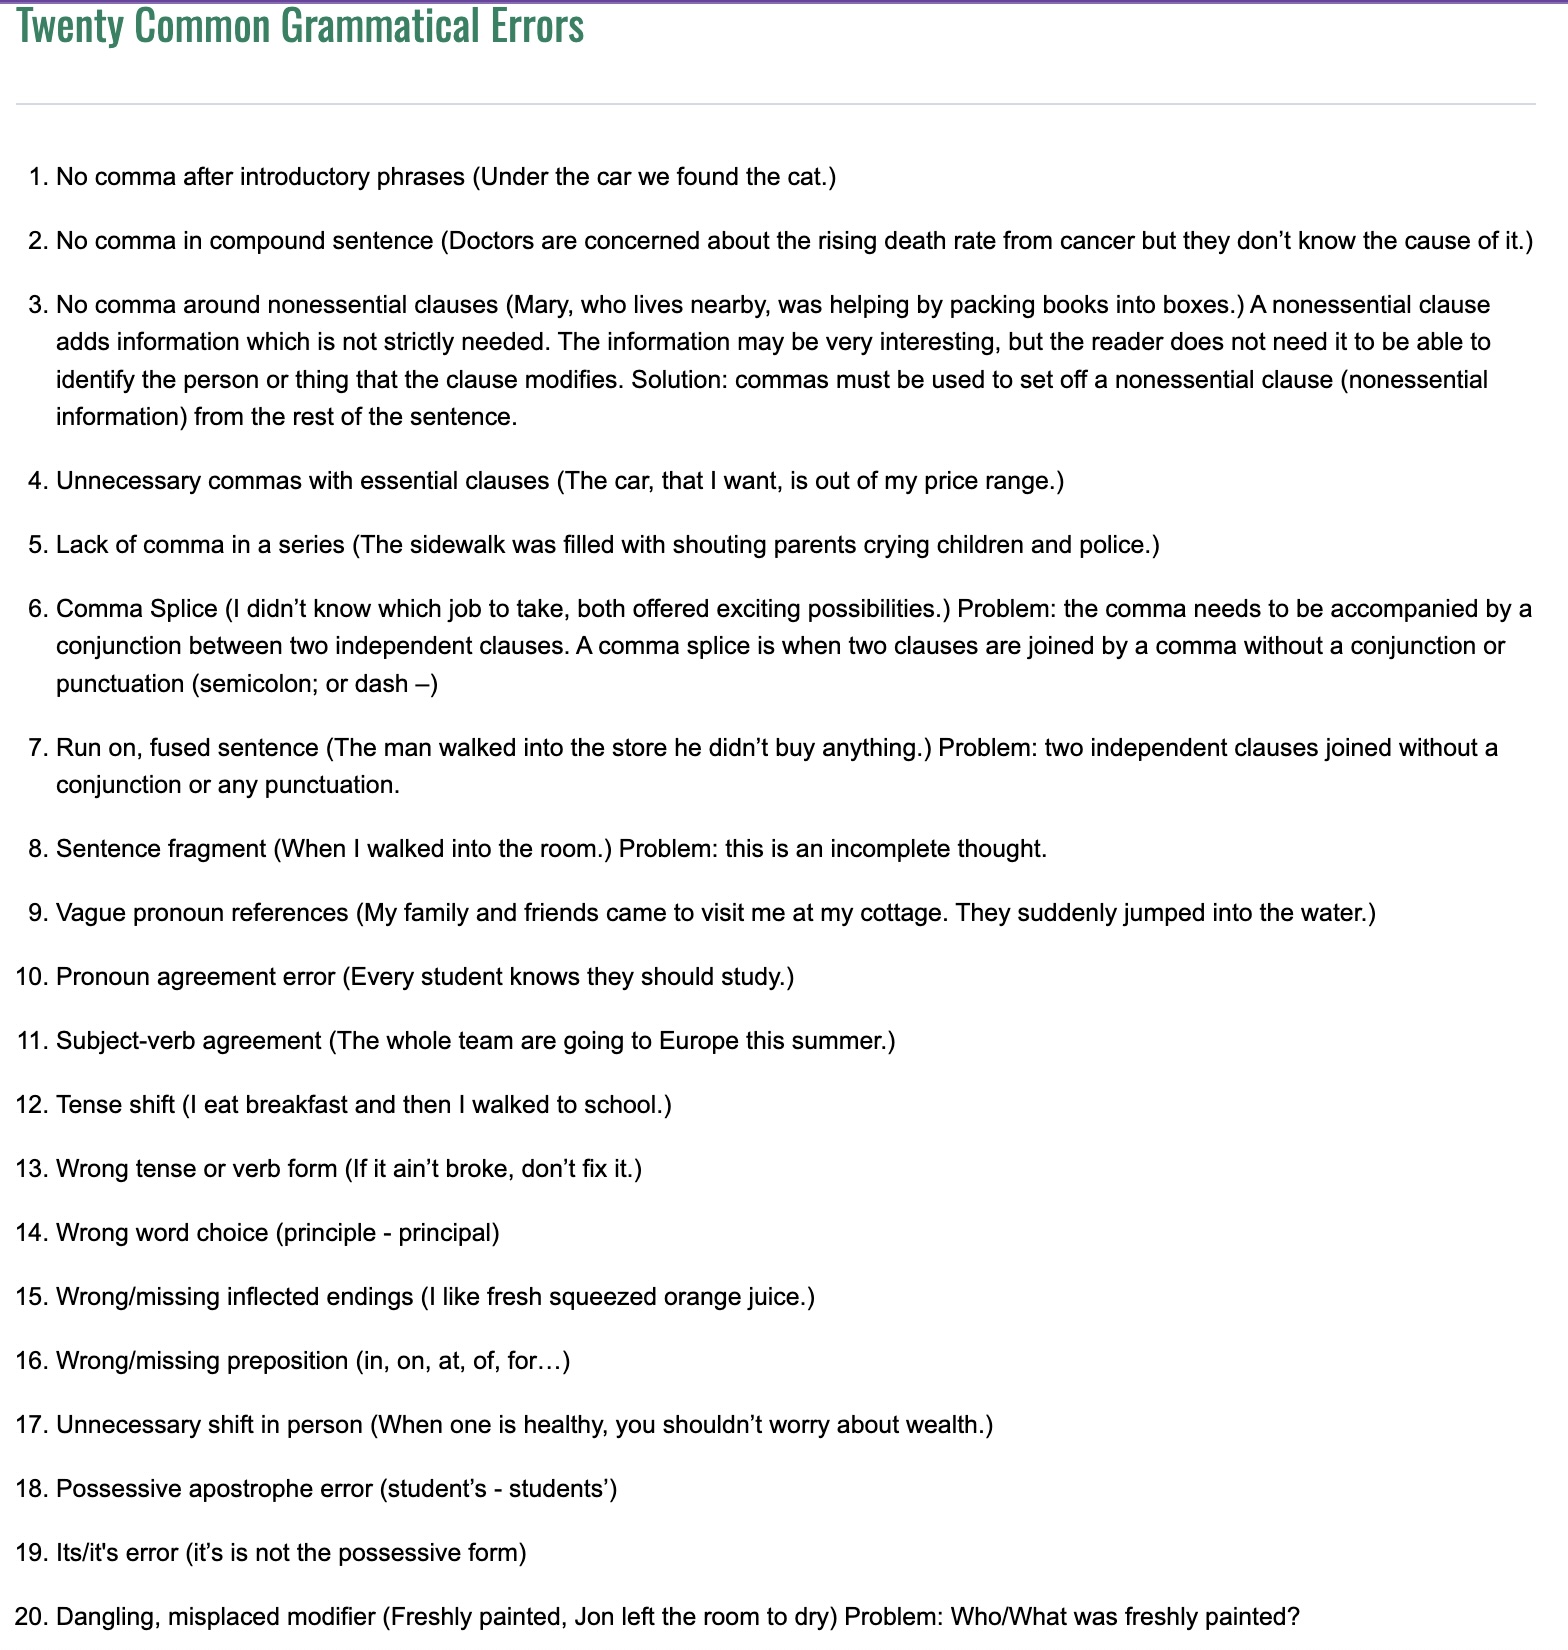 Twenty Common Grammatical Errors
1. No comma after introductory phrases (Under the car we found the cat.)
2. No comma in compound sentence (Doctors are concerned about the rising death rate from cancer but they don’t know the cause of it.)
3. No comma around nonessential clauses (Mary, who lives nearby, was helping by packing books into boxes.) A nonessential clause
adds information which is not strictly needed. The information may be very interesting, but the reader does not need it to be able to
identify the person or thing that the clause modifies. Solution: commas must be used to set off a nonessential clause (nonessential
information) from the rest of the sentence.
4. Unnecessary commas with essential clauses (The car, that I want, is out of my price range.)
5. Lack of comma in a series (The sidewalk was filled with shouting parents crying children and police.)
6. Comma Splice (I didn’t know which job to take, both offered exciting possibilities.) Problem: the comma needs to be accompanied by a
conjunction between two independent clauses. A comma splice is when two clauses are joined by a comma without a conjunction or
punctuation (semicolon; or dash –)
7. Run on, fused sentence (The man walked into the store he didn’t buy anything.) Problem: two independent clauses joined without a
conjunction or any punctuation.
8. Sentence fragment (When I walked into the room.) Problem: this is an incomplete thought.
9. Vague pronoun references (My family and friends came to visit me at my cottage. They suddenly jumped into the water.)
10. Pronoun agreement error (Every student knows they should study.)
11. Subject-verb agreement (The whole team are going to Europe this summer.)
12. Tense shift (I eat breakfast and then I walked to school.)
13. Wrong tense or verb form (If it ain’t broke, don’t fix it.)
14. Wrong word choice (principle - principal)
15. Wrong/missing inflected endings (I like fresh squeezed orange juice.)
16. Wrong/missing preposition (in, on, at, of, for…)
17. Unnecessary shift in person (When one is healthy, you shouldn’t worry about wealth.)
18. Possessive apostrophe error (student’s - students’)
19. Its/it's error (it’s is not the possessive form)
20. Dangling, misplaced modifier (Freshly painted, Jon left the room to dry) Problem: Who/What was freshly painted?